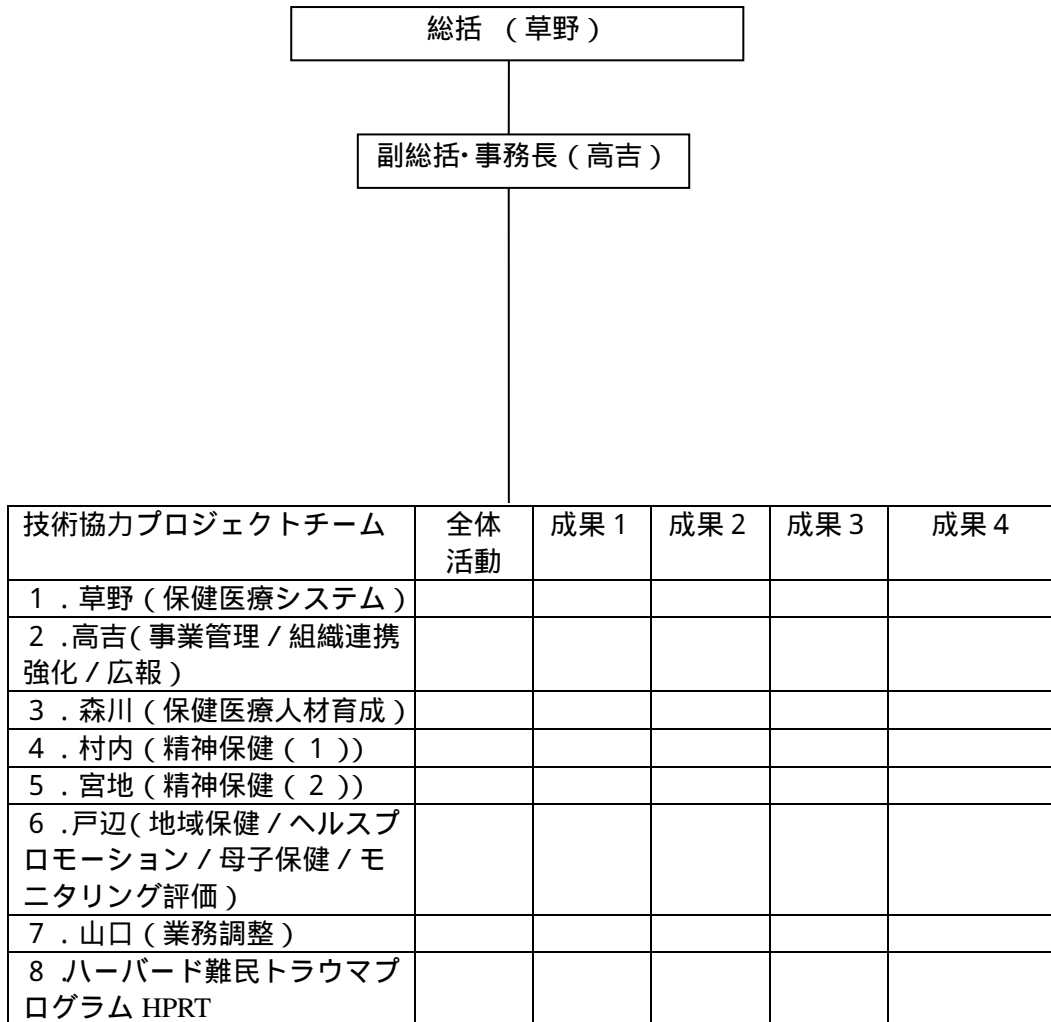 総括 （草野）
副総括･事務長（高吉）
技術協力プロジェクトチーム 全体 成果１ 成果２ 成果３ 成果４
活動
１．草野（保健医療システム）
２．高吉（事業管理／組織連携
強化／広報）
３．森川（保健医療人材育成）
４．村内（精神保健（１））
５．宮地（精神保健（２））
６．戸辺（地域保健／ヘルスプ
ロモーション／母子保健／モ
ニタリング評価）
７．山口（業務調整）
８．ハーバード難民トラウマプ
ログラム HPRT